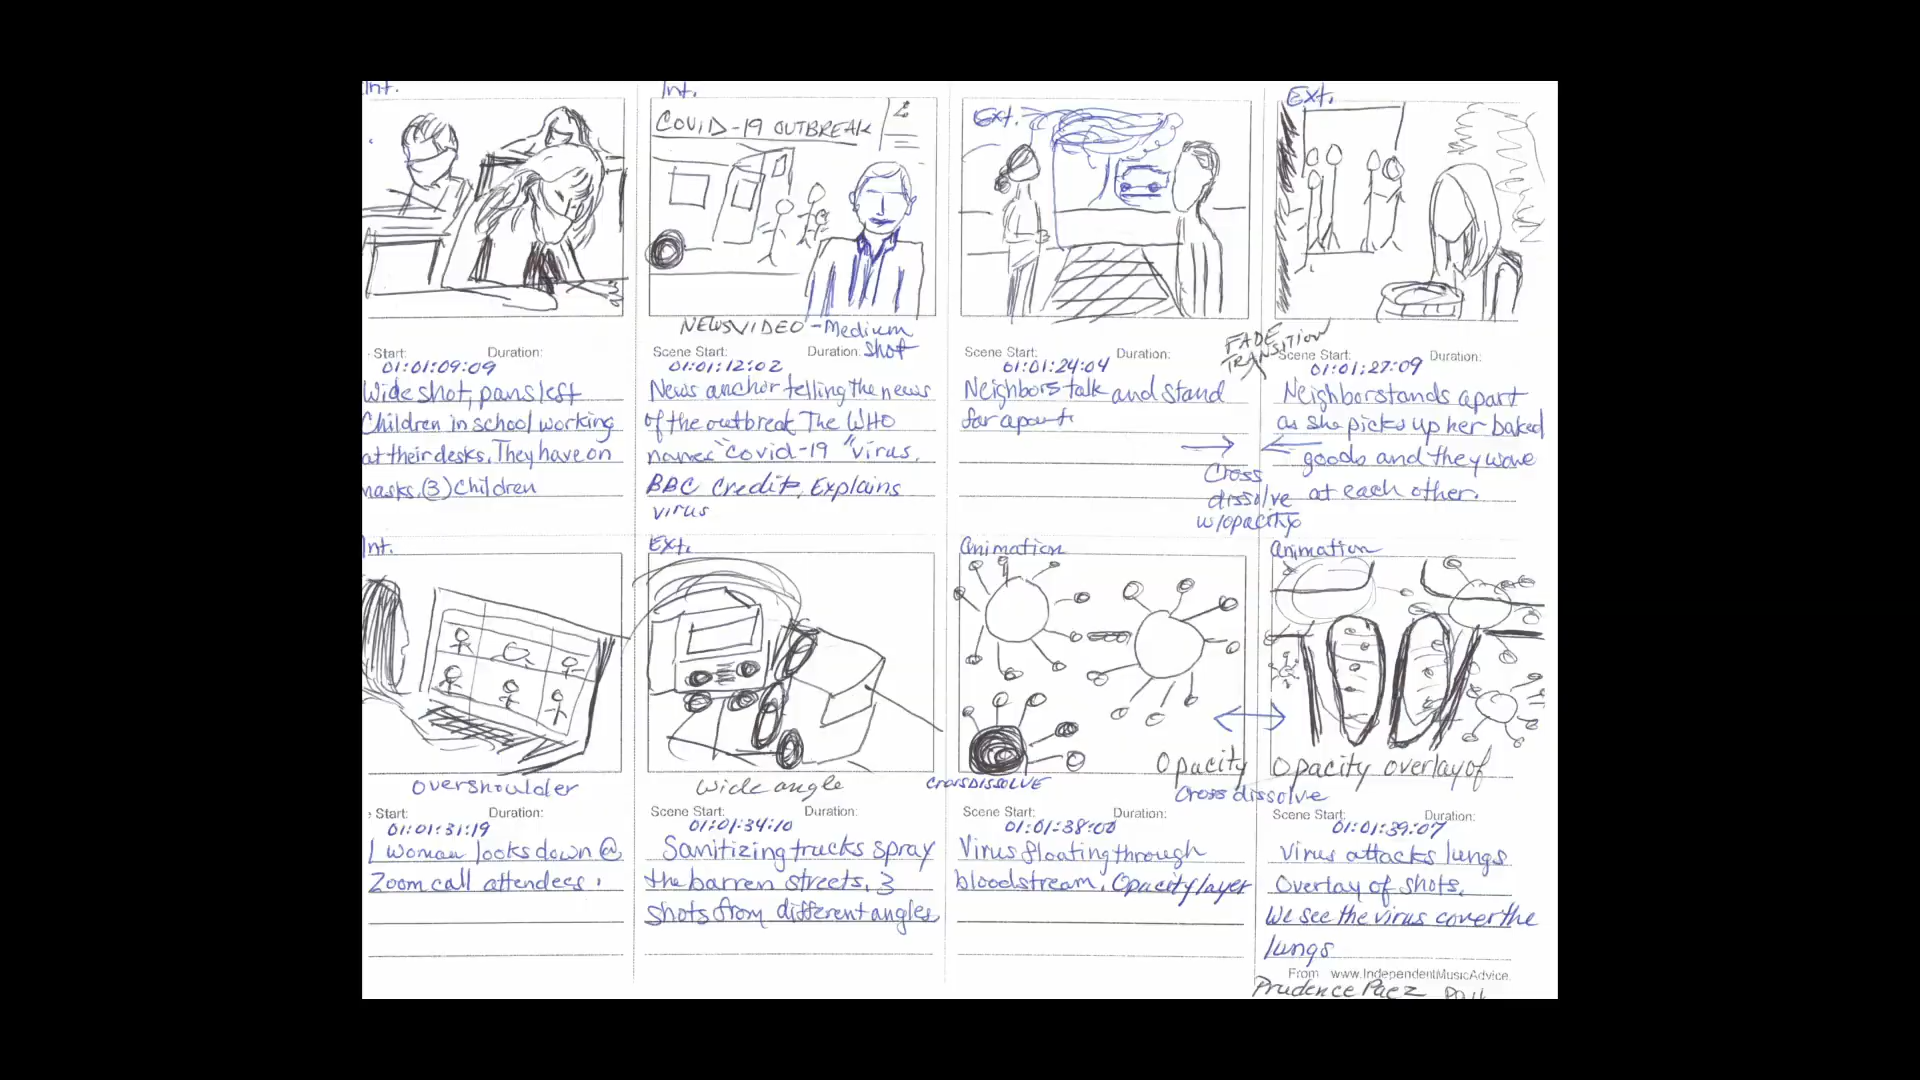 Int.
Start: Duration:
01:01:09:09
Wide shot, pans left
Children in school working
at their desks. They have on
masks. (3) Children
Int.
COVID-19 OUTBREAK
NEWS VIDEO - Medium
shot
Scene Start: Duration:
01:01:12:02
News anchor telling the news
of the outbreak The WHO
names "Covid-19" virus.
BBC Credit, Explains
virus
Ext.
Scene Start: Duration:
01:01:24:04
Neighbors talk and stand
far apart
FADE
TRANSITION
Cross
dissolve
w/opacity
Ext.
Scene Start: Duration:
01:01:27:09
Neighbor stands apart
as she picks up her baked
goods and they wave
at each other.
Int.
overshoulder
Start: Duration:
01:01:31:19
1 woman looks down @
Zoom call attendees.
Ext.
Wide angle
Scene Start: Duration:
01:01:34:10
Sanitizing trucks spray
the barren streets. 3
shots from different angles
Animation
CrossDISSOLVE
Opacity
Cross dissolve
Scene Start: Duration:
01:01:38:00
Virus floating through
bloodstream. Opacity layer
Animation
Opacity overlay of
Scene Start: Duration:
01:01:39:07
Virus attacks lungs
Overlay of shots.
We see the virus cover the
lungs
From www.IndependentMusicAdvice.
Prudence Paez